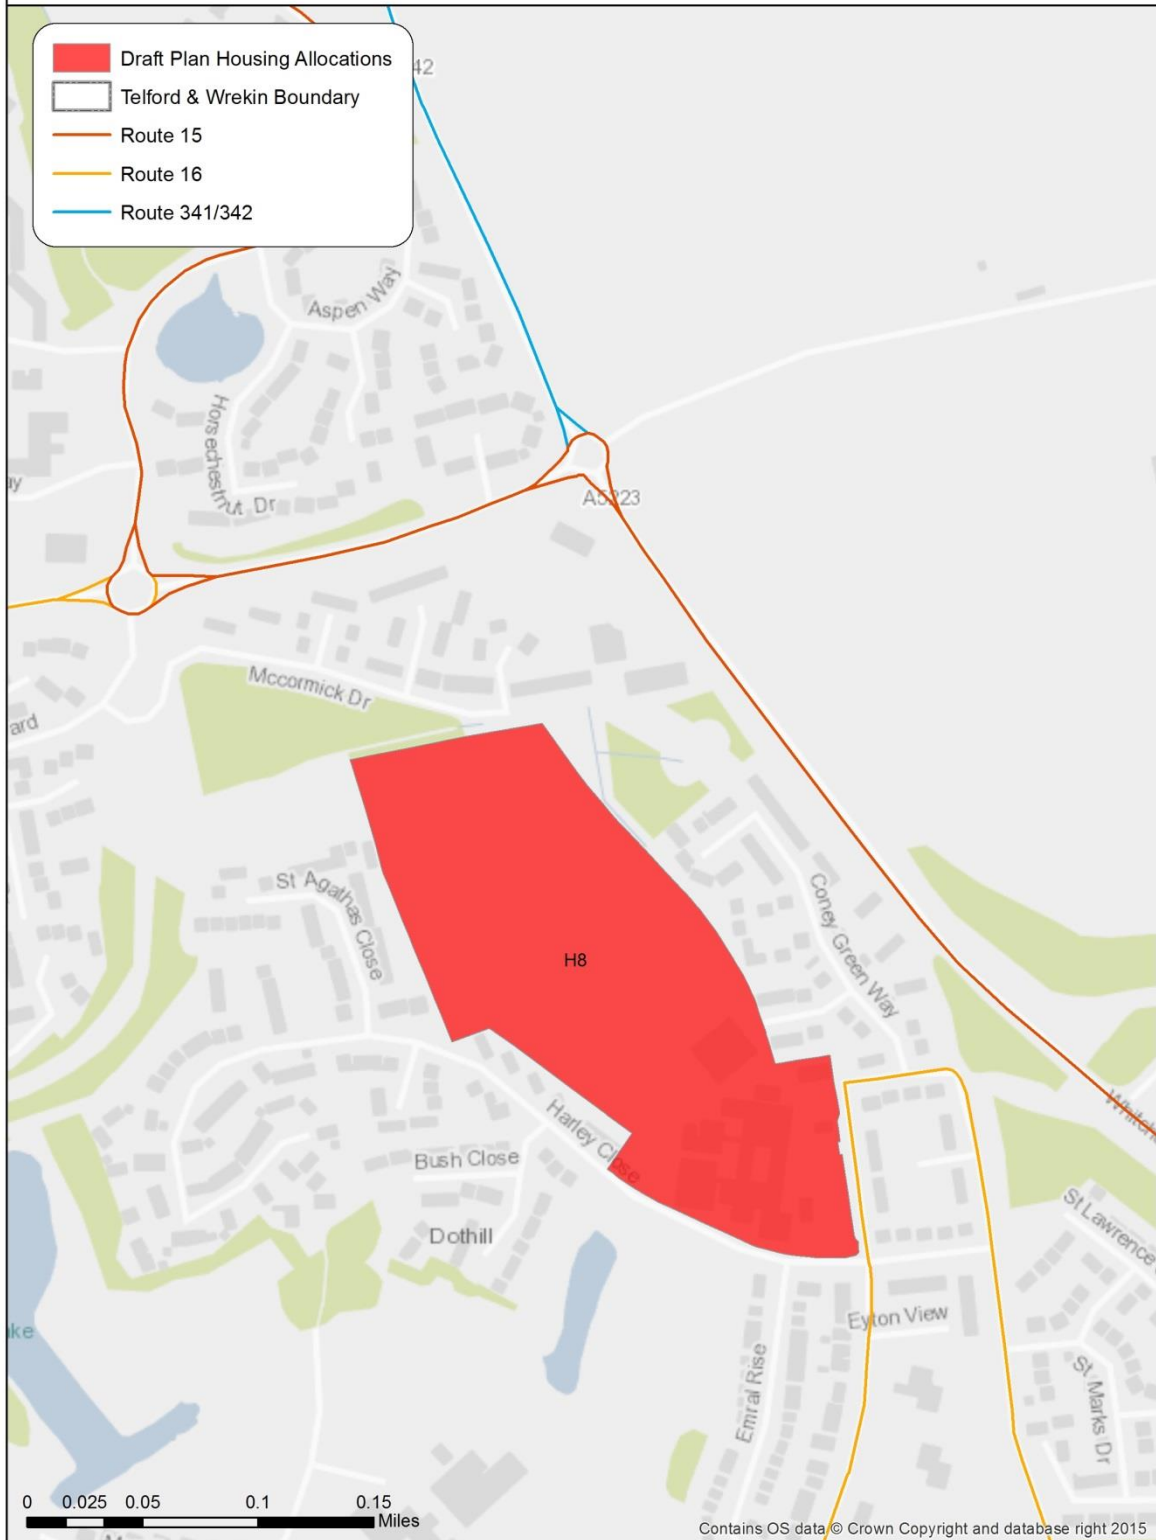 Draft Plan Housing Allocations
Telford & Wrekin Boundary
Route 15
Route 16
Route 341/342
42
Aspen Way
Horsechestnut Dr
ay
A5223
Mccormick Dr
ard
St Agathas Close
Coney Green Way
H8
Harley Close
Bush Close
Dothill
Whitch
St Lawrence
Eyton View
ke
Emral Rise
St Marks Dr
0 0.025 0.05 0.1 0.15
Miles
Contains OS data © Crown Copyright and database right 2015